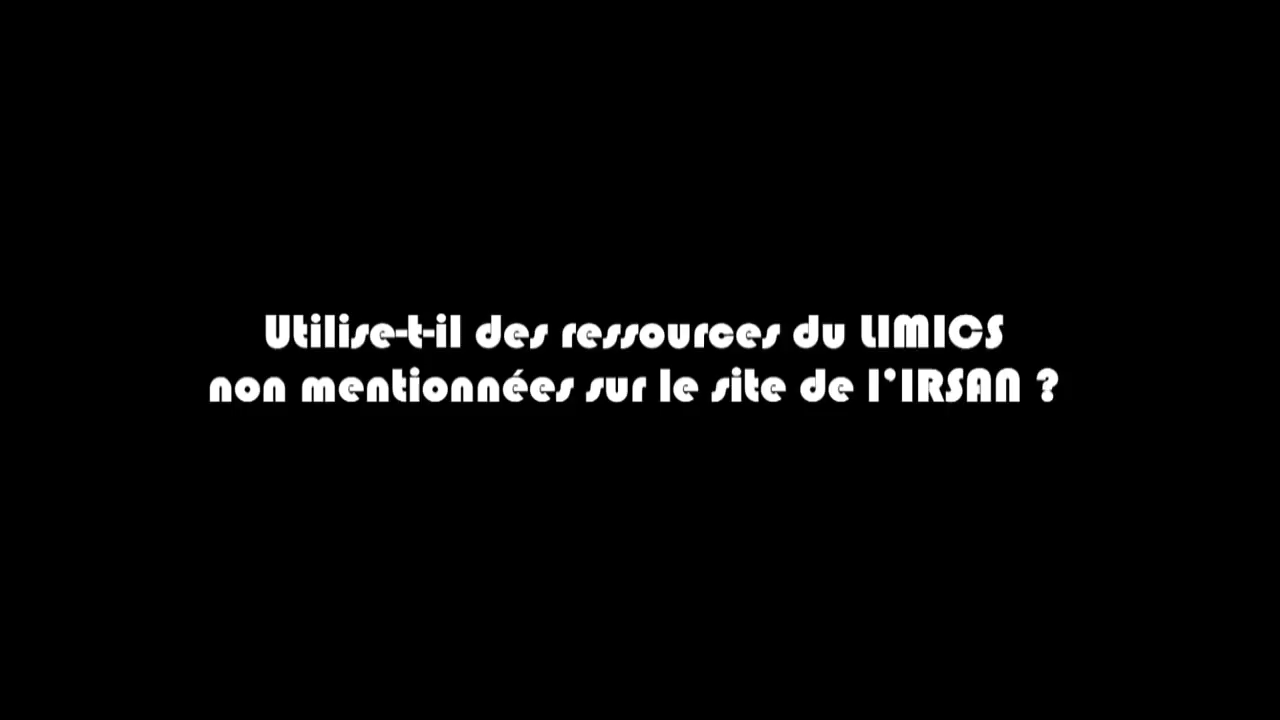 Utilise-t-il des ressources du LIMICS
non mentionnées sur le site de l'IRSAN ?